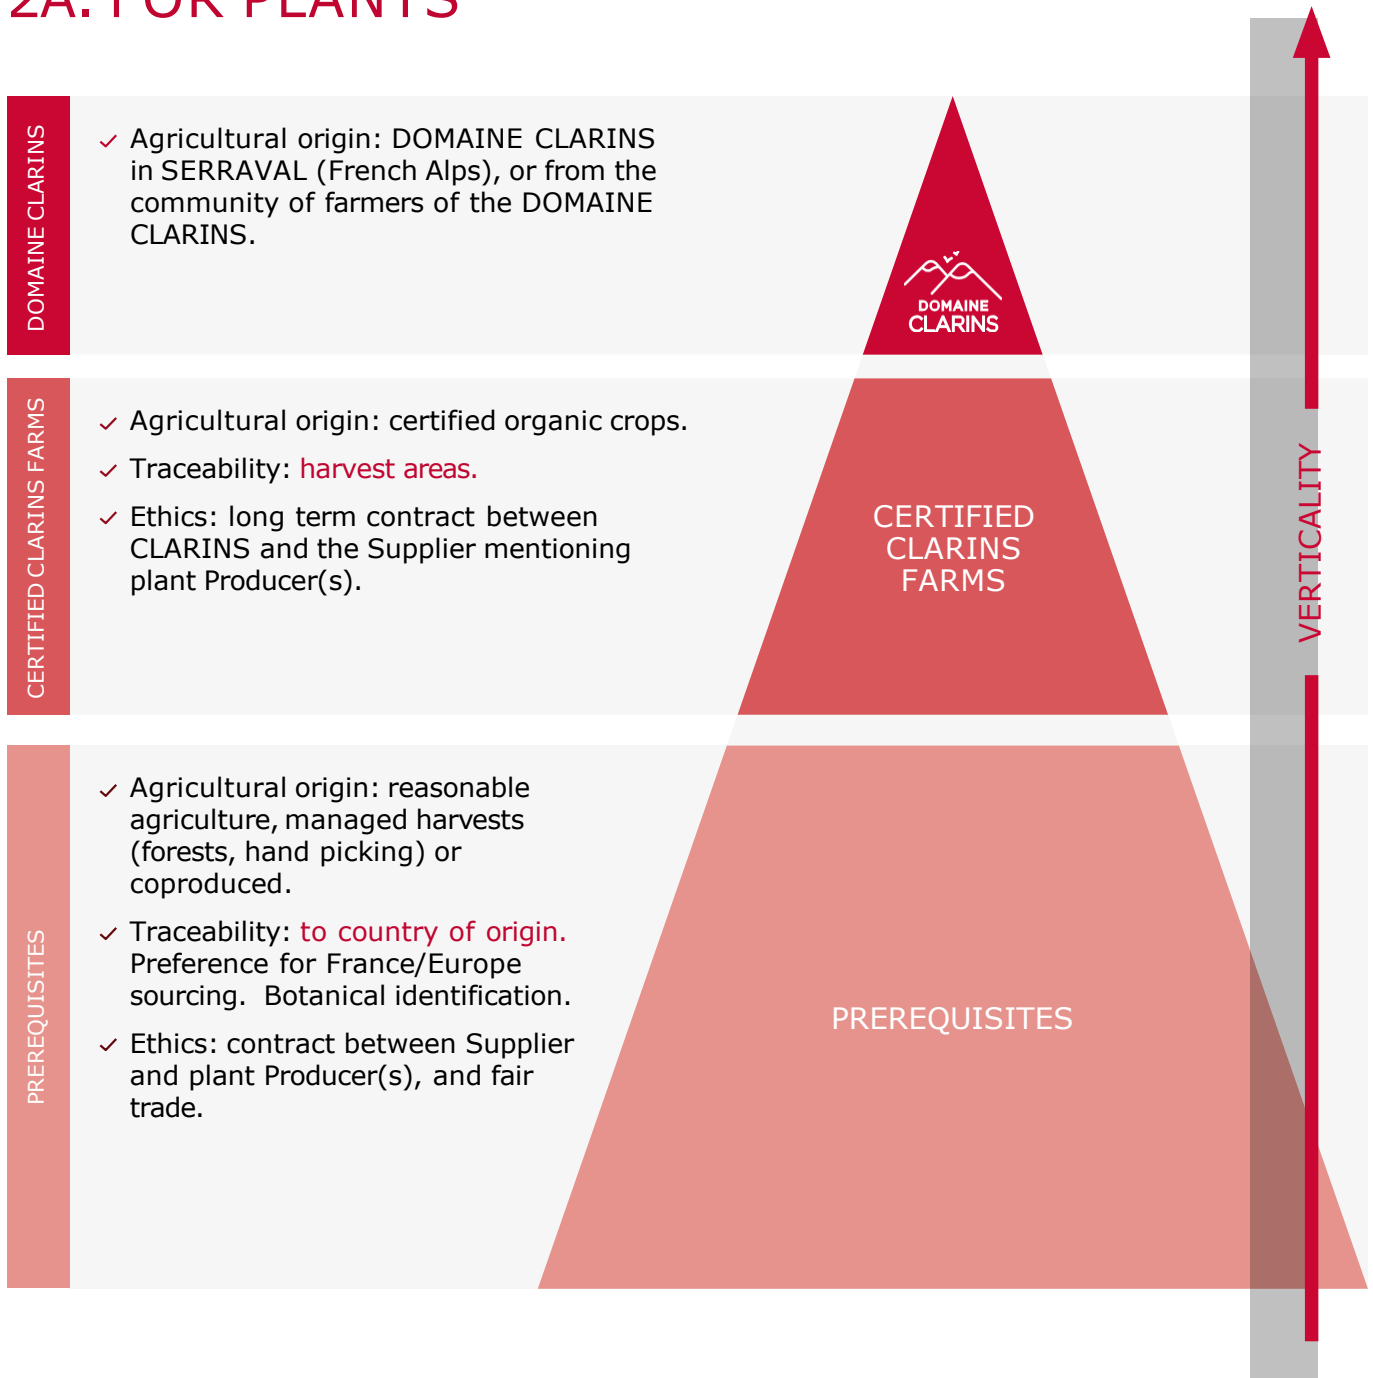 2A. FOR PLANTS
DOMAINE CLARINS
Agricultural origin: DOMAINE CLARINS
in SERRAVAL (French Alps), or from the
community of farmers of the DOMAINE
CLARINS.
DOMAINE
CLARINS
CERTIFIED CLARINS FARMS
Agricultural origin: certified organic crops.
Traceability: harvest areas.
Ethics: long term contract between
CLARINS and the Supplier mentioning
plant Producer(s).
CERTIFIED
CLARINS
FARMS
VERTICALITY
PREREQUISITES
Agricultural origin: reasonable
agriculture, managed harvests
(forests, hand picking) or
coproduced.
Traceability: to country of origin.
Preference for France/Europe
sourcing. Botanical identification.
Ethics: contract between Supplier
and plant Producer(s), and fair
trade.
PREREQUISITES